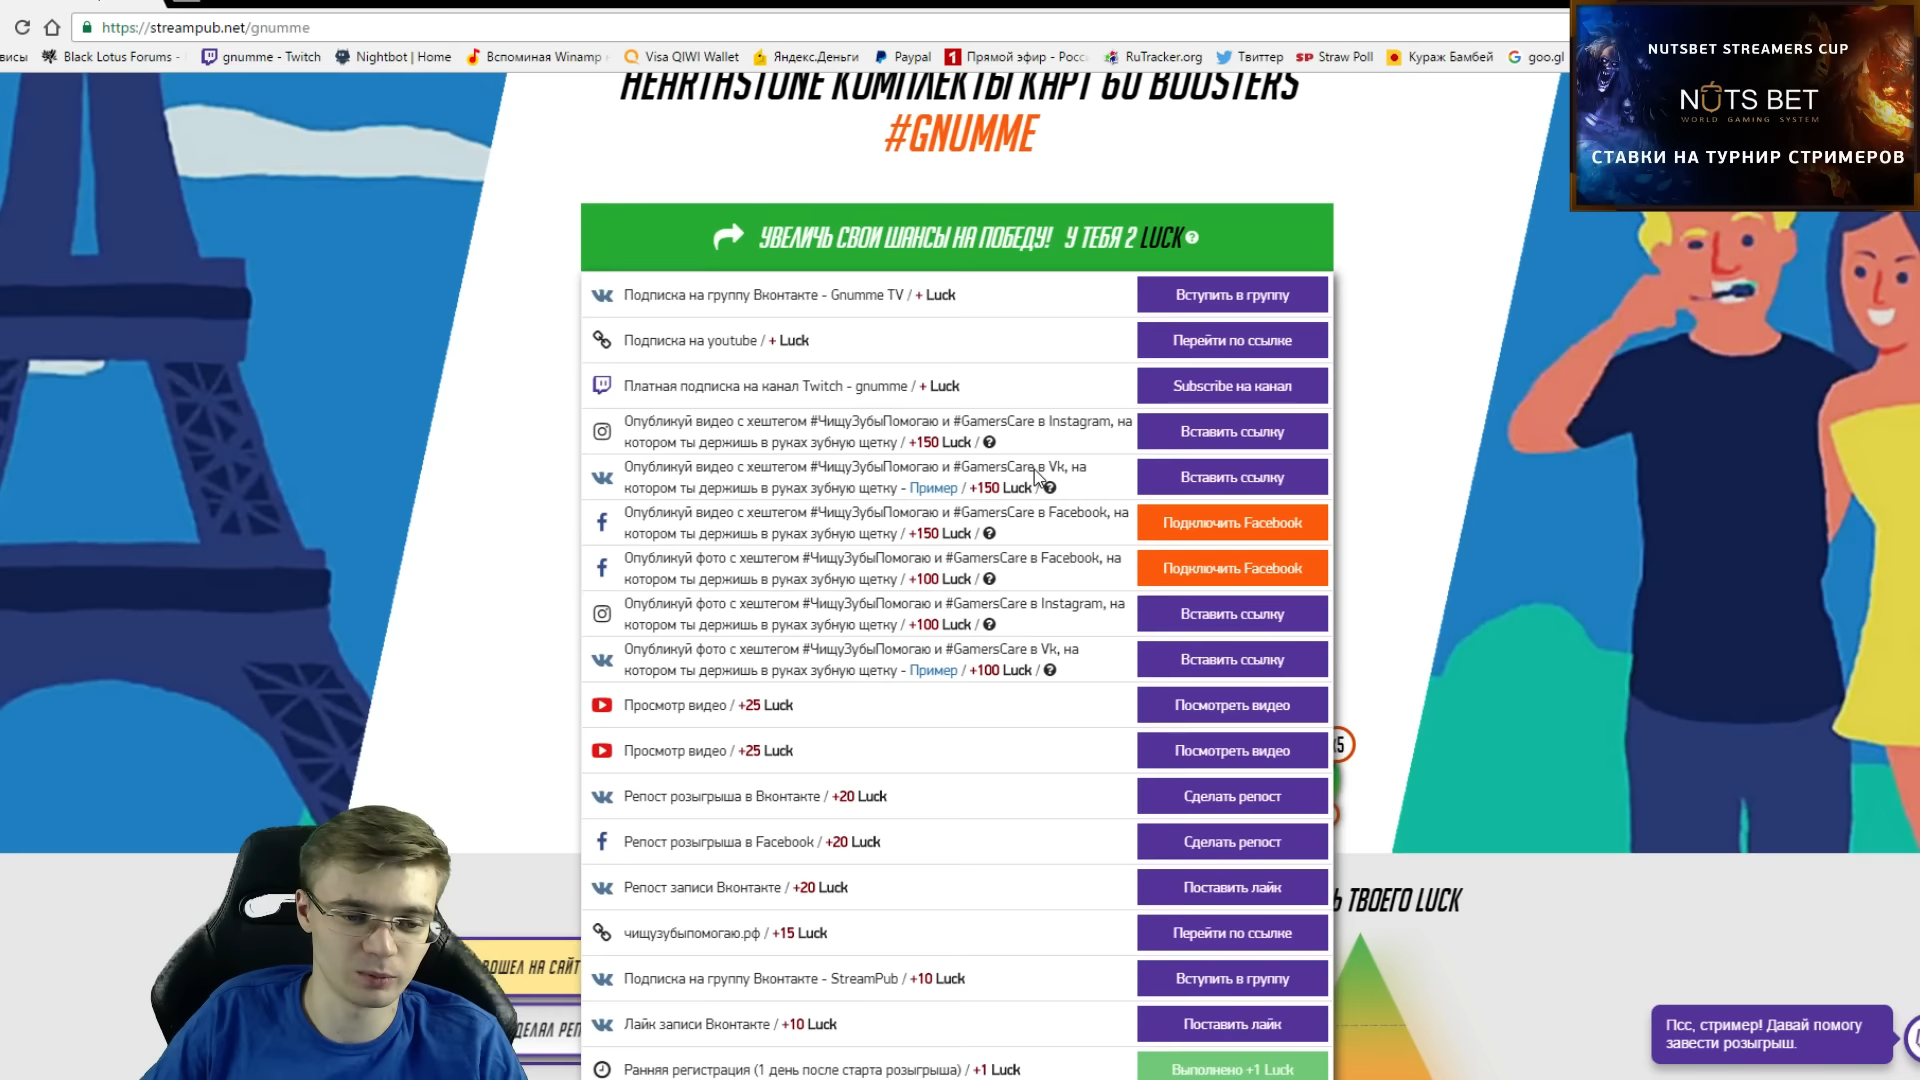 https://streampub.net/gnumme
висы
Black Lotus Forums -
gnumme - Twitch
Nightbot | Home
Вспоминая Winamp
Visa QIWI Wallet
Яндекс.Деньги
Paypal
Прямой эфир - Росс
RuTracker.org
Твиттер
SP Straw Poll
Кураж Бамбей
goo.gl
NUTSBET STREAMERS CUP
NUTS BET
WORLD GAMING SYSTEM
СТАВКИ НА ТУРНИР СТРИМЕРОВ
HEARTHSTONE КОМПЛЕКТЫ КАРТ 60 BOOSTERS
#GNUMME
УВЕЛИЧЬ СВОИ ШАНСЫ НА ПОБЕДУ! У ТЕБЯ 2 LUCK ?
Подписка на группу Вконтакте - Gnumme TV / + Luck
Вступить в группу
Подписка на youtube / + Luck
Перейти по ссылке
Платная подписка на канал Twitch - gnumme / + Luck
Subscribe на канал
Опубликуй видео с хештегом #ЧищуЗубыПомогаю и #GamersCare в Instagram, на
котором ты держишь в руках зубную щетку / +150 Luck / ?
Вставить ссылку
Опубликуй видео с хештегом #ЧищуЗубыПомогаю и #GamersCare в Vk, на
котором ты держишь в руках зубную щетку - Пример / +150 Luck / ?
Вставить ссылку
Опубликуй видео с хештегом #ЧищуЗубыПомогаю и #GamersCare в Facebook, на
котором ты держишь в руках зубную щетку / +150 Luck / ?
Подключить Facebook
Опубликуй фото с хештегом #ЧищуЗубыПомогаю и #GamersCare в Facebook, на
котором ты держишь в руках зубную щетку / +100 Luck / ?
Подключить Facebook
Опубликуй фото с хештегом #ЧищуЗубыПомогаю и #GamersCare в Instagram, на
котором ты держишь в руках зубную щетку / +100 Luck / ?
Вставить ссылку
Опубликуй фото с хештегом #ЧищуЗубыПомогаю и #GamersCare в Vk, на
котором ты держишь в руках зубную щетку - Пример / +100 Luck / ?
Вставить ссылку
Просмотр видео / +25 Luck
Посмотреть видео
Просмотр видео / +25 Luck
Посмотреть видео
Репост розыгрыша в Вконтакте / +20 Luck
Сделать репост
Репост розыгрыша в Facebook / +20 Luck
Сделать репост
Репост записи Вконтакте / +20 Luck
Поставить лайк
чищузубыпомогаю.рф / +15 Luck
Перейти по ссылке
Подписка на группу Вконтакте - StreamPub / +10 Luck
Вступить в группу
Лайк записи Вконтакте / +10 Luck
Поставить лайк
Ранняя регистрация (1 день после старта розыгрыша) / +1 Luck
Выполнено +1 Luck
Ь ТВОЕГО LUCK
ВОШЕЛ НА САЙТ
ДЕЛАЛ РЕП
Псс, стример! Давай помогу
завести розыгрыш.